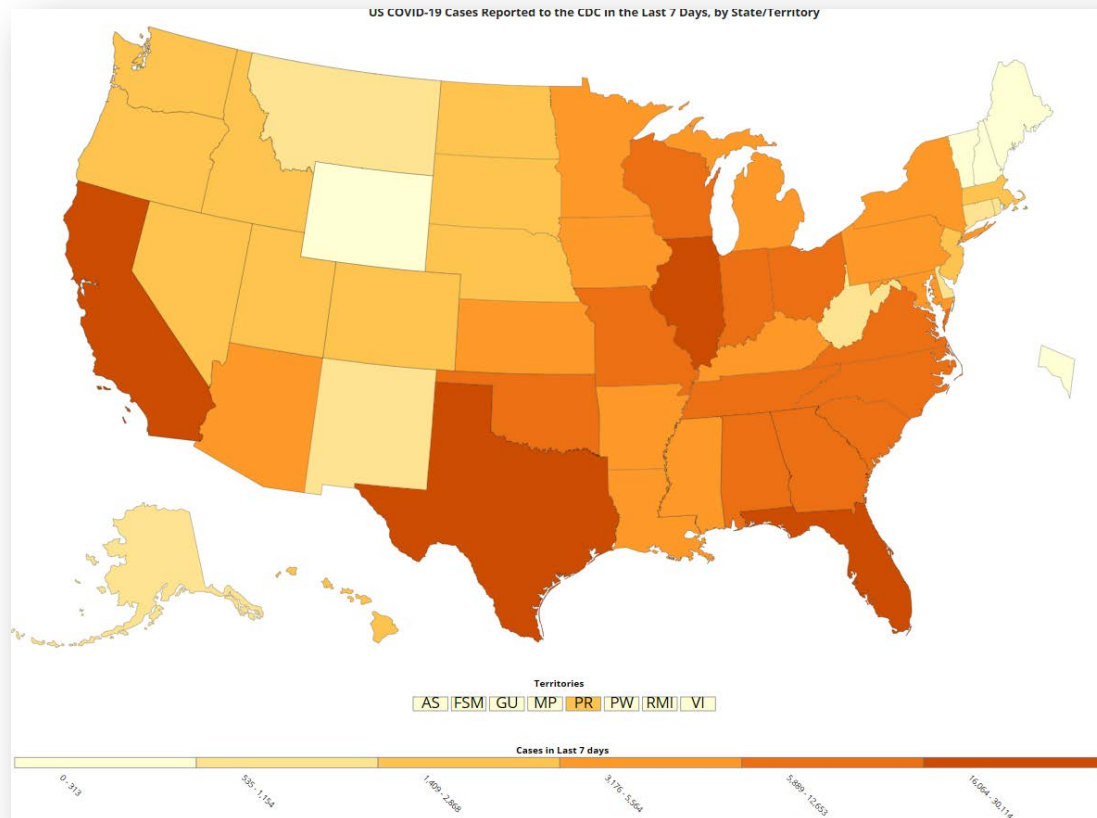 US COVID-19 Cases Reported to the CDC in the Last 7 Days, by State/Territory
Territories
AS FSM GU MP PR PW RMI VI
Cases in Last 7 days
0 - 313
535 - 1,154
1,409 - 2,868
3,176 - 5,564
5,889 - 12,653
16,064 - 30,114